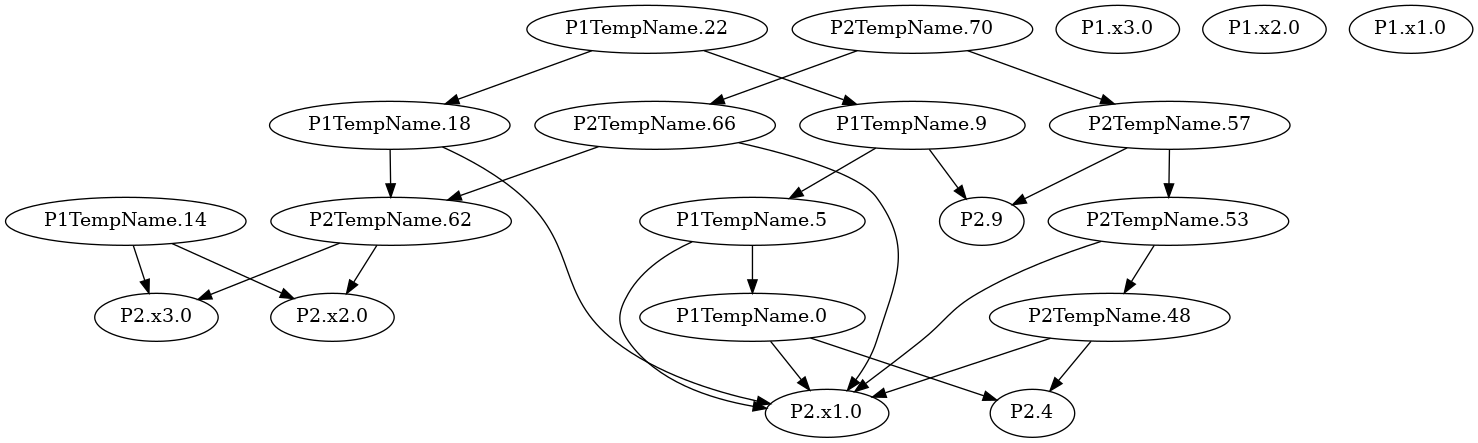 P1TempName.22
P2TempName.70
P1.x3.0
P1.x2.0
P1.x1.0
P1TempName.18
P2TempName.66
P1TempName.9
P2TempName.57
P1TempName.14
P2TempName.62
P1TempName.5
P2.9
P2TempName.53
P2.x3.0
P2.x2.0
P1TempName.0
P2TempName.48
P2.x1.0
P2.4